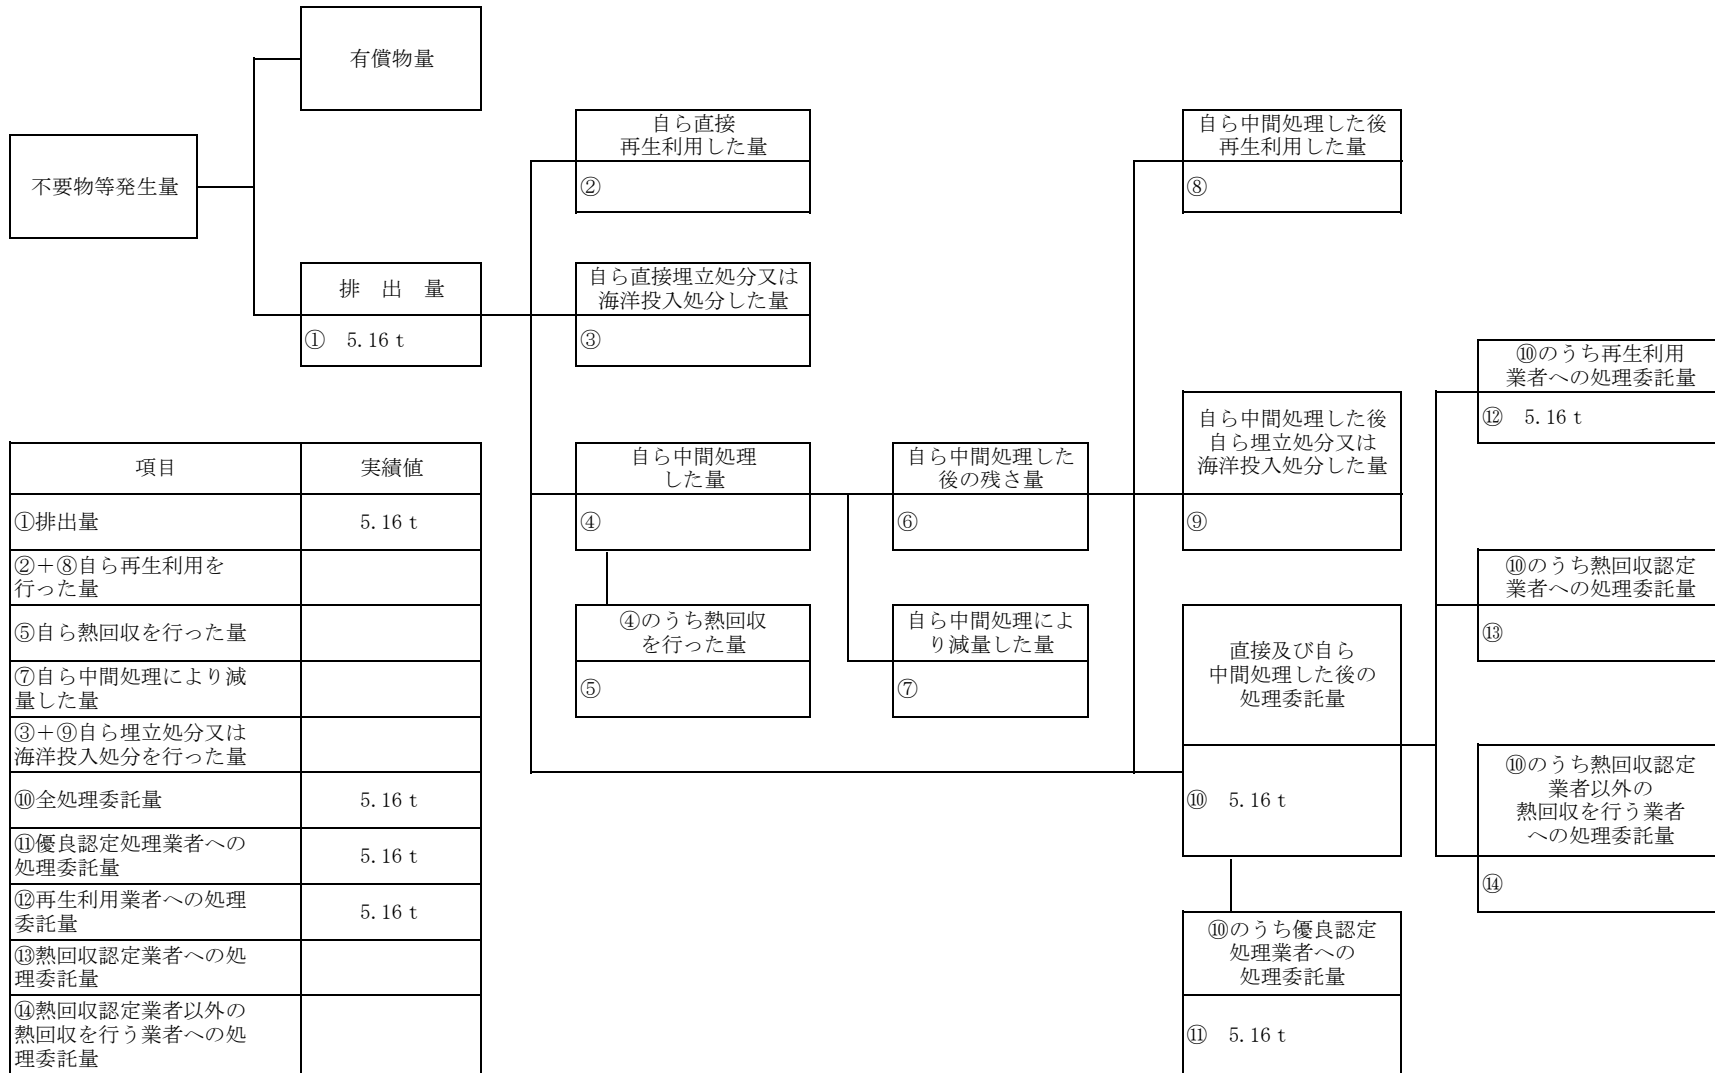 有償物量
不要物等発生量
排 出 量
① 5.16 t
自ら直接
再生利用した量
②
自ら直接埋立処分又は
海洋投入処分した量
③
自ら中間処理
した量
④
④のうち熱回収
を行った量
⑤
自ら中間処理した
後の残さ量
⑥
自ら中間処理によ
り減量した量
⑦
自ら中間処理した後
再生利用した量
⑧
自ら中間処理した後
自ら埋立処分又は
海洋投入処分した量
⑨
直接及び自ら
中間処理した後の
処理委託量
⑩ 5.16 t
⑩のうち優良認定
処理業者への
処理委託量
⑪ 5.16 t
⑩のうち再生利用
業者への処理委託量
⑫ 5.16 t
⑩のうち熱回収認定
業者への処理委託量
⑬
⑩のうち熱回収認定
業者以外の
熱回収を行う業者
への処理委託量
⑭
項目 実績値
①排出量 5.16 t
②+⑧自ら再生利用を
行った量
⑤自ら熱回収を行った量
⑦自ら中間処理により減
量した量
③+⑨自ら埋立処分又は
海洋投入処分を行った量
⑩全処理委託量 5.16 t
⑪優良認定処理業者への
処理委託量 5.16 t
⑫再生利用業者への処理
委託量 5.16 t
⑬熱回収認定業者への処
理委託量
⑭熱回収認定業者以外の
熱回収を行う業者への処
理委託量